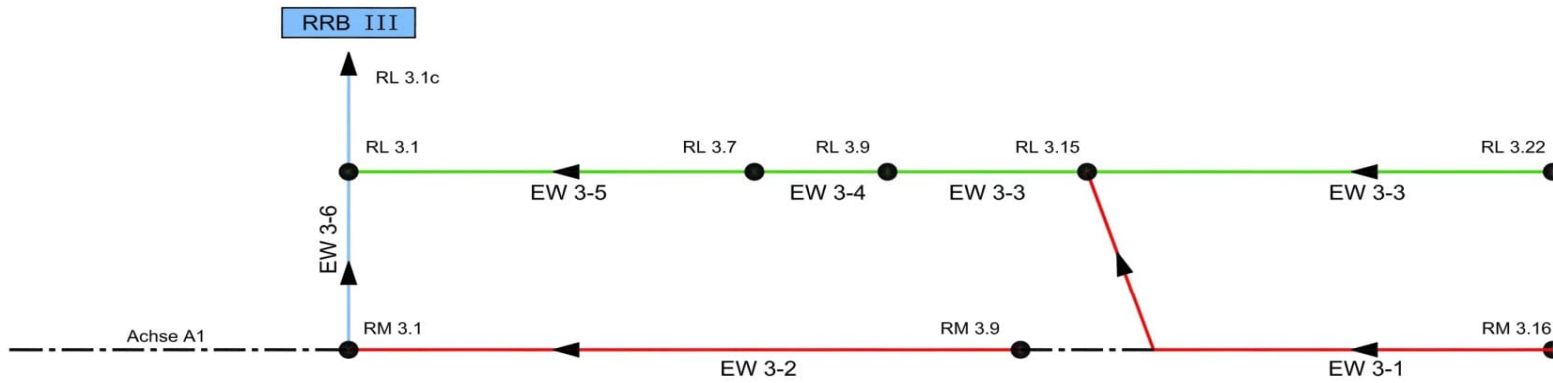 RRB III
RL 3.1c
RL 3.1
RL 3.7
RL 3.9
RL 3.15
RL 3.22
EW 3-5
EW 3-4
EW 3-3
EW 3-3
EW 3-6
Achse A1
RM 3.1
RM 3.9
RM 3.16
EW 3-2
EW 3-1